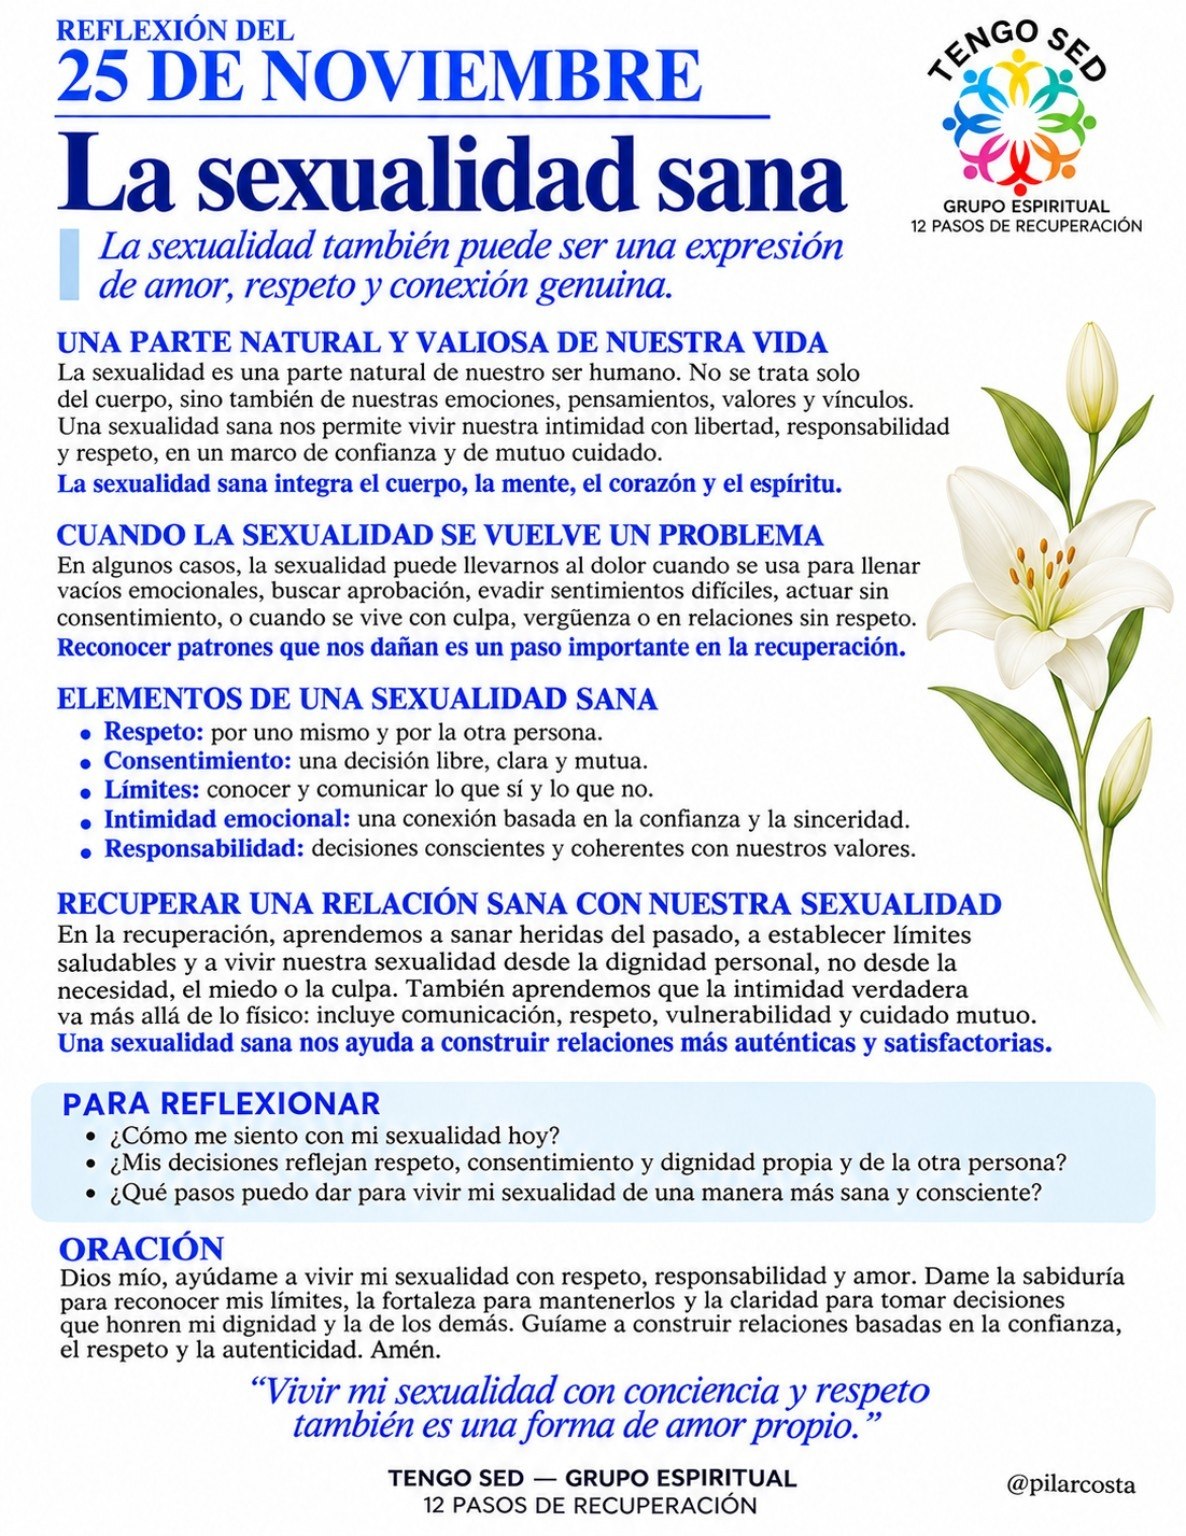 REFLEXIÓN DEL
25 DE NOVIEMBRE
TENGO SED
GRUPO ESPIRITUAL
12 PASOS DE RECUPERACIÓN
La sexualidad sana
La sexualidad también puede ser una expresión
de amor, respeto y conexión genuina.
UNA PARTE NATURAL Y VALIOSA DE NUESTRA VIDA
La sexualidad es una parte natural de nuestro ser humano. No se trata solo
del cuerpo, sino también de nuestras emociones, pensamientos, valores y vínculos.
Una sexualidad sana nos permite vivir nuestra intimidad con libertad, responsabilidad
y respeto, en un marco de confianza y de mutuo cuidado.
La sexualidad sana integra el cuerpo, la mente, el corazón y el espíritu.
CUANDO LA SEXUALIDAD SE VUELVE UN PROBLEMA
En algunos casos, la sexualidad puede llevarnos al dolor cuando se usa para llenar
vacíos emocionales, buscar aprobación, evadir sentimientos difíciles, actuar sin
consentimiento, o cuando se vive con culpa, vergüenza o en relaciones sin respeto.
Reconocer patrones que nos dañan es un paso importante en la recuperación.
ELEMENTOS DE UNA SEXUALIDAD SANA
• Respeto: por uno mismo y por la otra persona.
• Consentimiento: una decisión libre, clara y mutua.
• Límites: conocer y comunicar lo que sí y lo que no.
• Intimidad emocional: una conexión basada en la confianza y la sinceridad.
• Responsabilidad: decisiones conscientes y coherentes con nuestros valores.
RECUPERAR UNA RELACIÓN SANA CON NUESTRA SEXUALIDAD
En la recuperación, aprendemos a sanar heridas del pasado, a establecer límites
saludables y a vivir nuestra sexualidad desde la dignidad personal, no desde la
necesidad, el miedo o la culpa. También aprendemos que la intimidad verdadera
va más allá de lo físico: incluye comunicación, respeto, vulnerabilidad y cuidado mutuo.
Una sexualidad sana nos ayuda a construir relaciones más auténticas y satisfactorias.
PARA REFLEXIONAR
• ¿Cómo me siento con mi sexualidad hoy?
• ¿Mis decisiones reflejan respeto, consentimiento y dignidad propia y de la otra persona?
• ¿Qué pasos puedo dar para vivir mi sexualidad de una manera más sana y consciente?
ORACIÓN
Dios mío, ayúdame a vivir mi sexualidad con respeto, responsabilidad y amor. Dame la sabiduría
para reconocer mis límites, la fortaleza para mantenerlos y la claridad para tomar decisiones
que honren mi dignidad y la de los demás. Guíame a construir relaciones basadas en la confianza,
el respeto y la autenticidad. Amén.
“Vivir mi sexualidad con conciencia y respeto
también es una forma de amor propio.”
TENGO SED — GRUPO ESPIRITUAL
12 PASOS DE RECUPERACIÓN
@pilarcosta